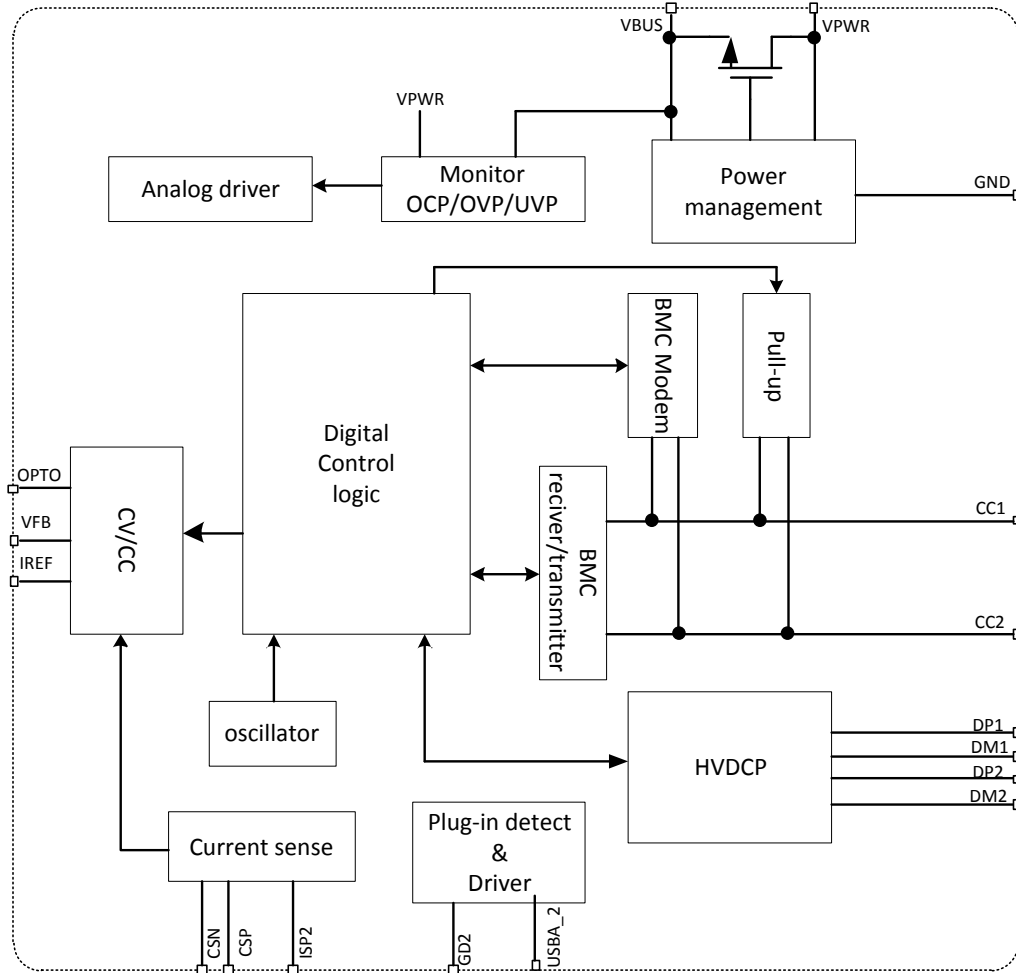 VBUS
VPWR
VPWR
Analog driver
Monitor
OCP/OVP/UVP
Power
management
GND
BMC Modem
Pull-up
Digital
Control
logic
OPTO
VFB
IREF
CV/CC
BMC
reciver/transmitter
CC1
CC2
oscillator
HVDCP
DP1
DM1
DP2
DM2
Current sense
Plug-in detect
&
Driver
CSN
CSP
ISP2
GD2
USBA_2